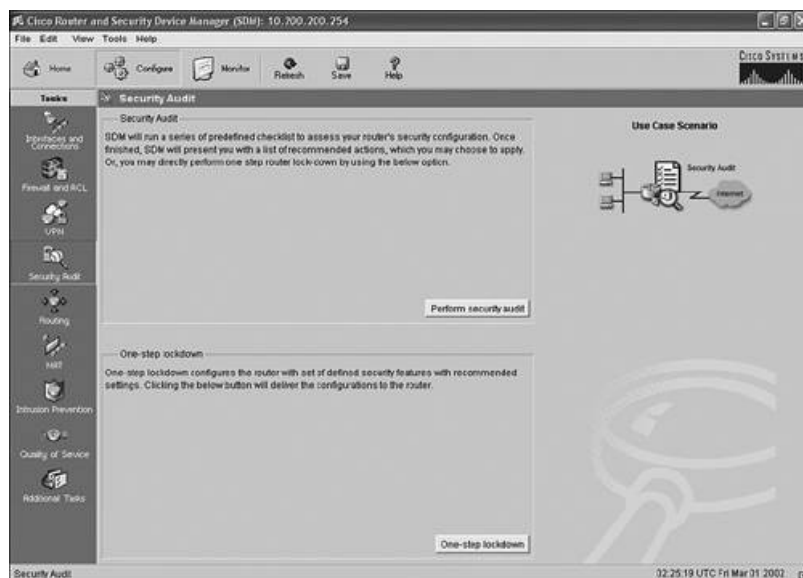 Cisco Router and Security Device Manager (SDM): 10.200.200.254
File Edit View Tools Help
Home
Configure
Monitor
Refresh
Save
Help
CISCO SYSTEMS
Tasks
Security Audit
Interfaces and
Connections
Firewall and ACL
VPN
Security Audit
Routing
NAT
Intrusion Prevention
Quality of Service
Additional Tasks
Security Audit
SDM will run a series of predefined checklist to assess your router's security configuration. Once
finished, SDM will present you with a list of recommended actions, which you may choose to apply.
Or, you may directly perform one step router lock-down by using the below option.
Perform security audit
One-step lockdown
One-step lockdown configures the router with set of defined security features with recommended
settings. Clicking the below button will deliver the configurations to the router.
One-step lockdown
Use Case Scenario
Security Audit
Internet
Security Audit
02:25:19 UTC Fri Mar 01 2002